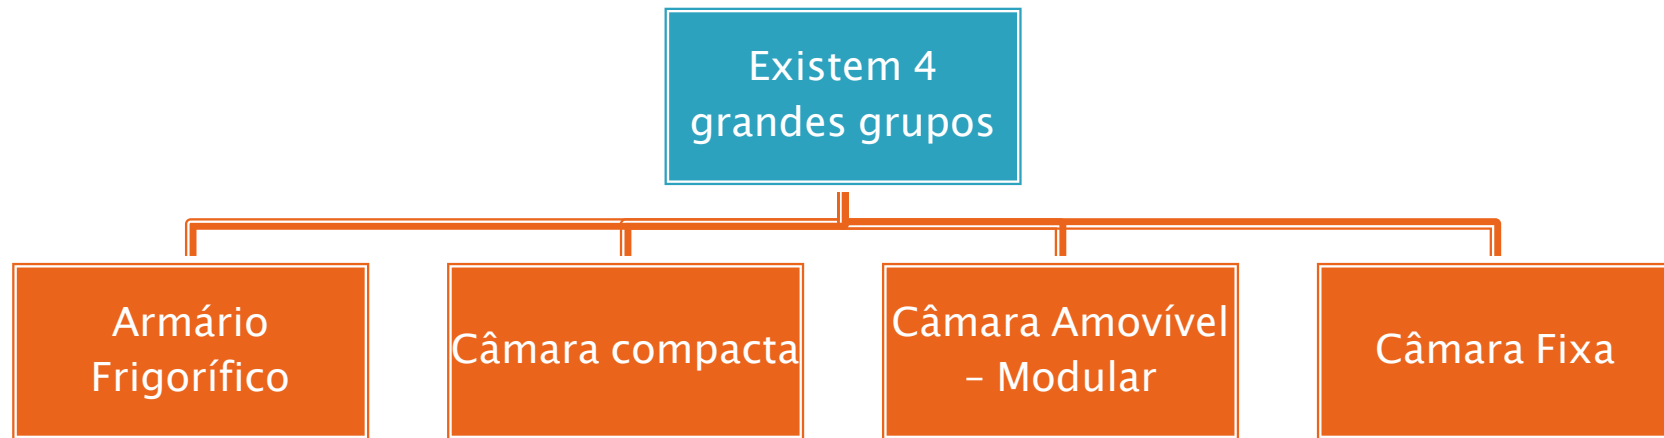 Existem 4
grandes grupos
Armário
Frigorífico
Câmara compacta
Câmara Amovível
– Modular
Câmara Fixa